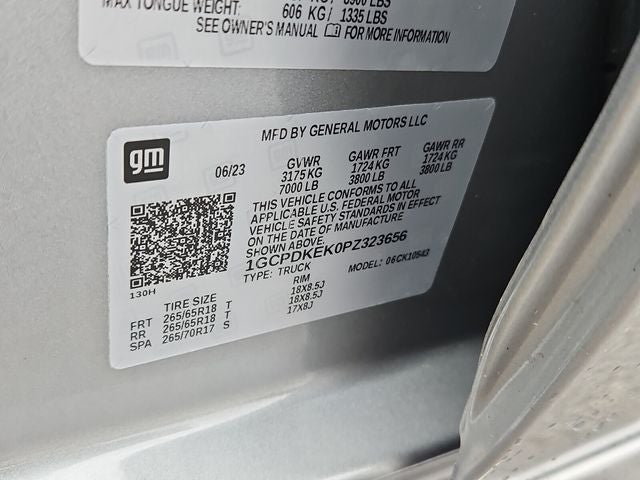 MAX TONGUE WEIGHT:
606 KG / 1335 LBS
SEE OWNER'S MANUAL FOR MORE INFORMATION
gm
MFD BY GENERAL MOTORS LLC
06/23 GVWR GAWR FRT GAWR RR
3175 KG 1724 KG 1724 KG
7000 LB 3800 LB 3800 LB
THIS VEHICLE CONFORMS TO ALL
APPLICABLE U.S. FEDERAL MOTOR
VEHICLE SAFETY STANDARDS IN EFFECT
ON THE DATE OF MANUFACTURE
SHOWN ABOVE.
1GCPDKEK0PZ323656
TYPE: TRUCK MODEL: 06CK10543
130H
TIRE SIZE RIM
FRT 265/65R18 T 18X8.5J
RR 265/65R18 T 18X8.5J
SPA 265/70R17 S 17X8J